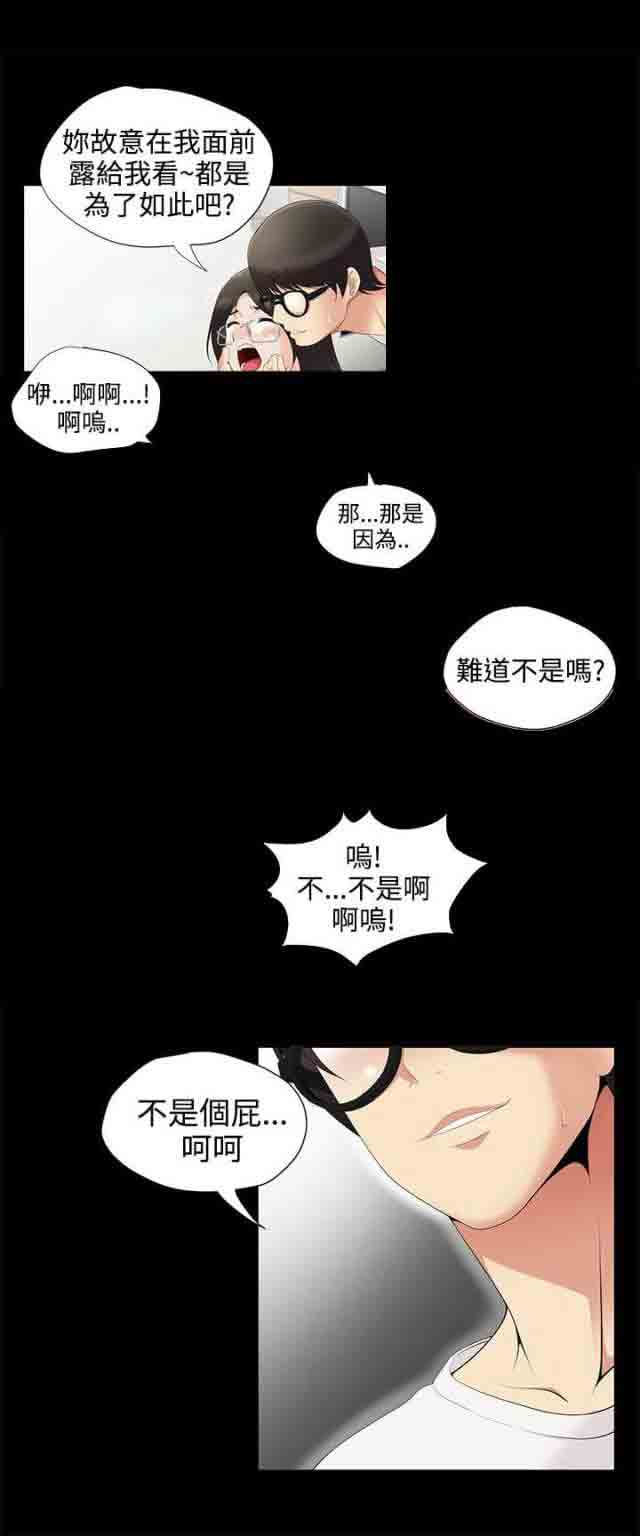 妳故意在我面前
露給我看~都是
為了如此吧?
咿...啊啊...!
啊嗚..
那...那是
因為..
難道不是嗎?
嗚!
不...不是啊
啊嗚!
不是個屁...
呵呵